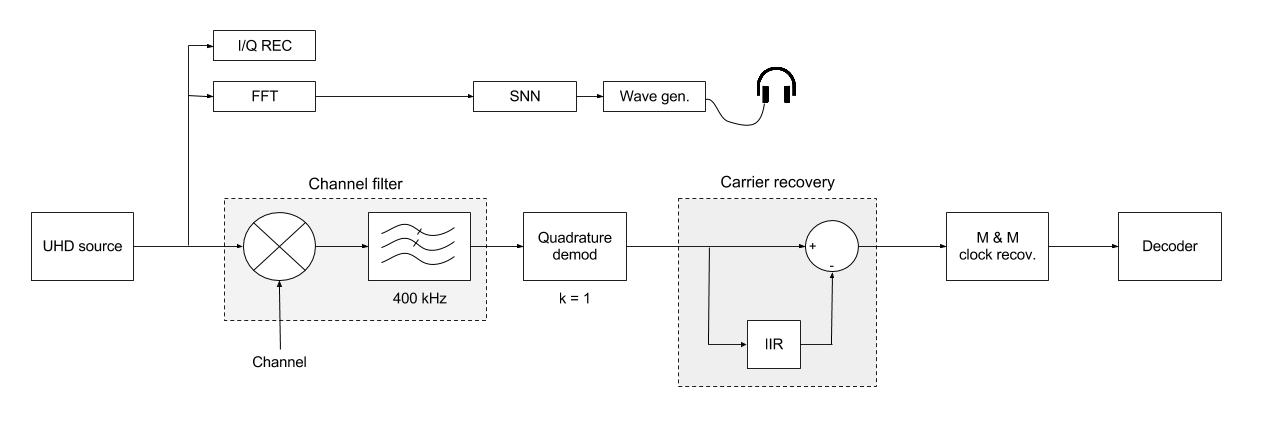 I/Q REC
FFT
SNN
Wave gen.
Channel filter
Carrier recovery
UHD source
Quadrature
demod
+
-
M & M
clock recov.
Decoder
400 kHz
k = 1
IIR
Channel